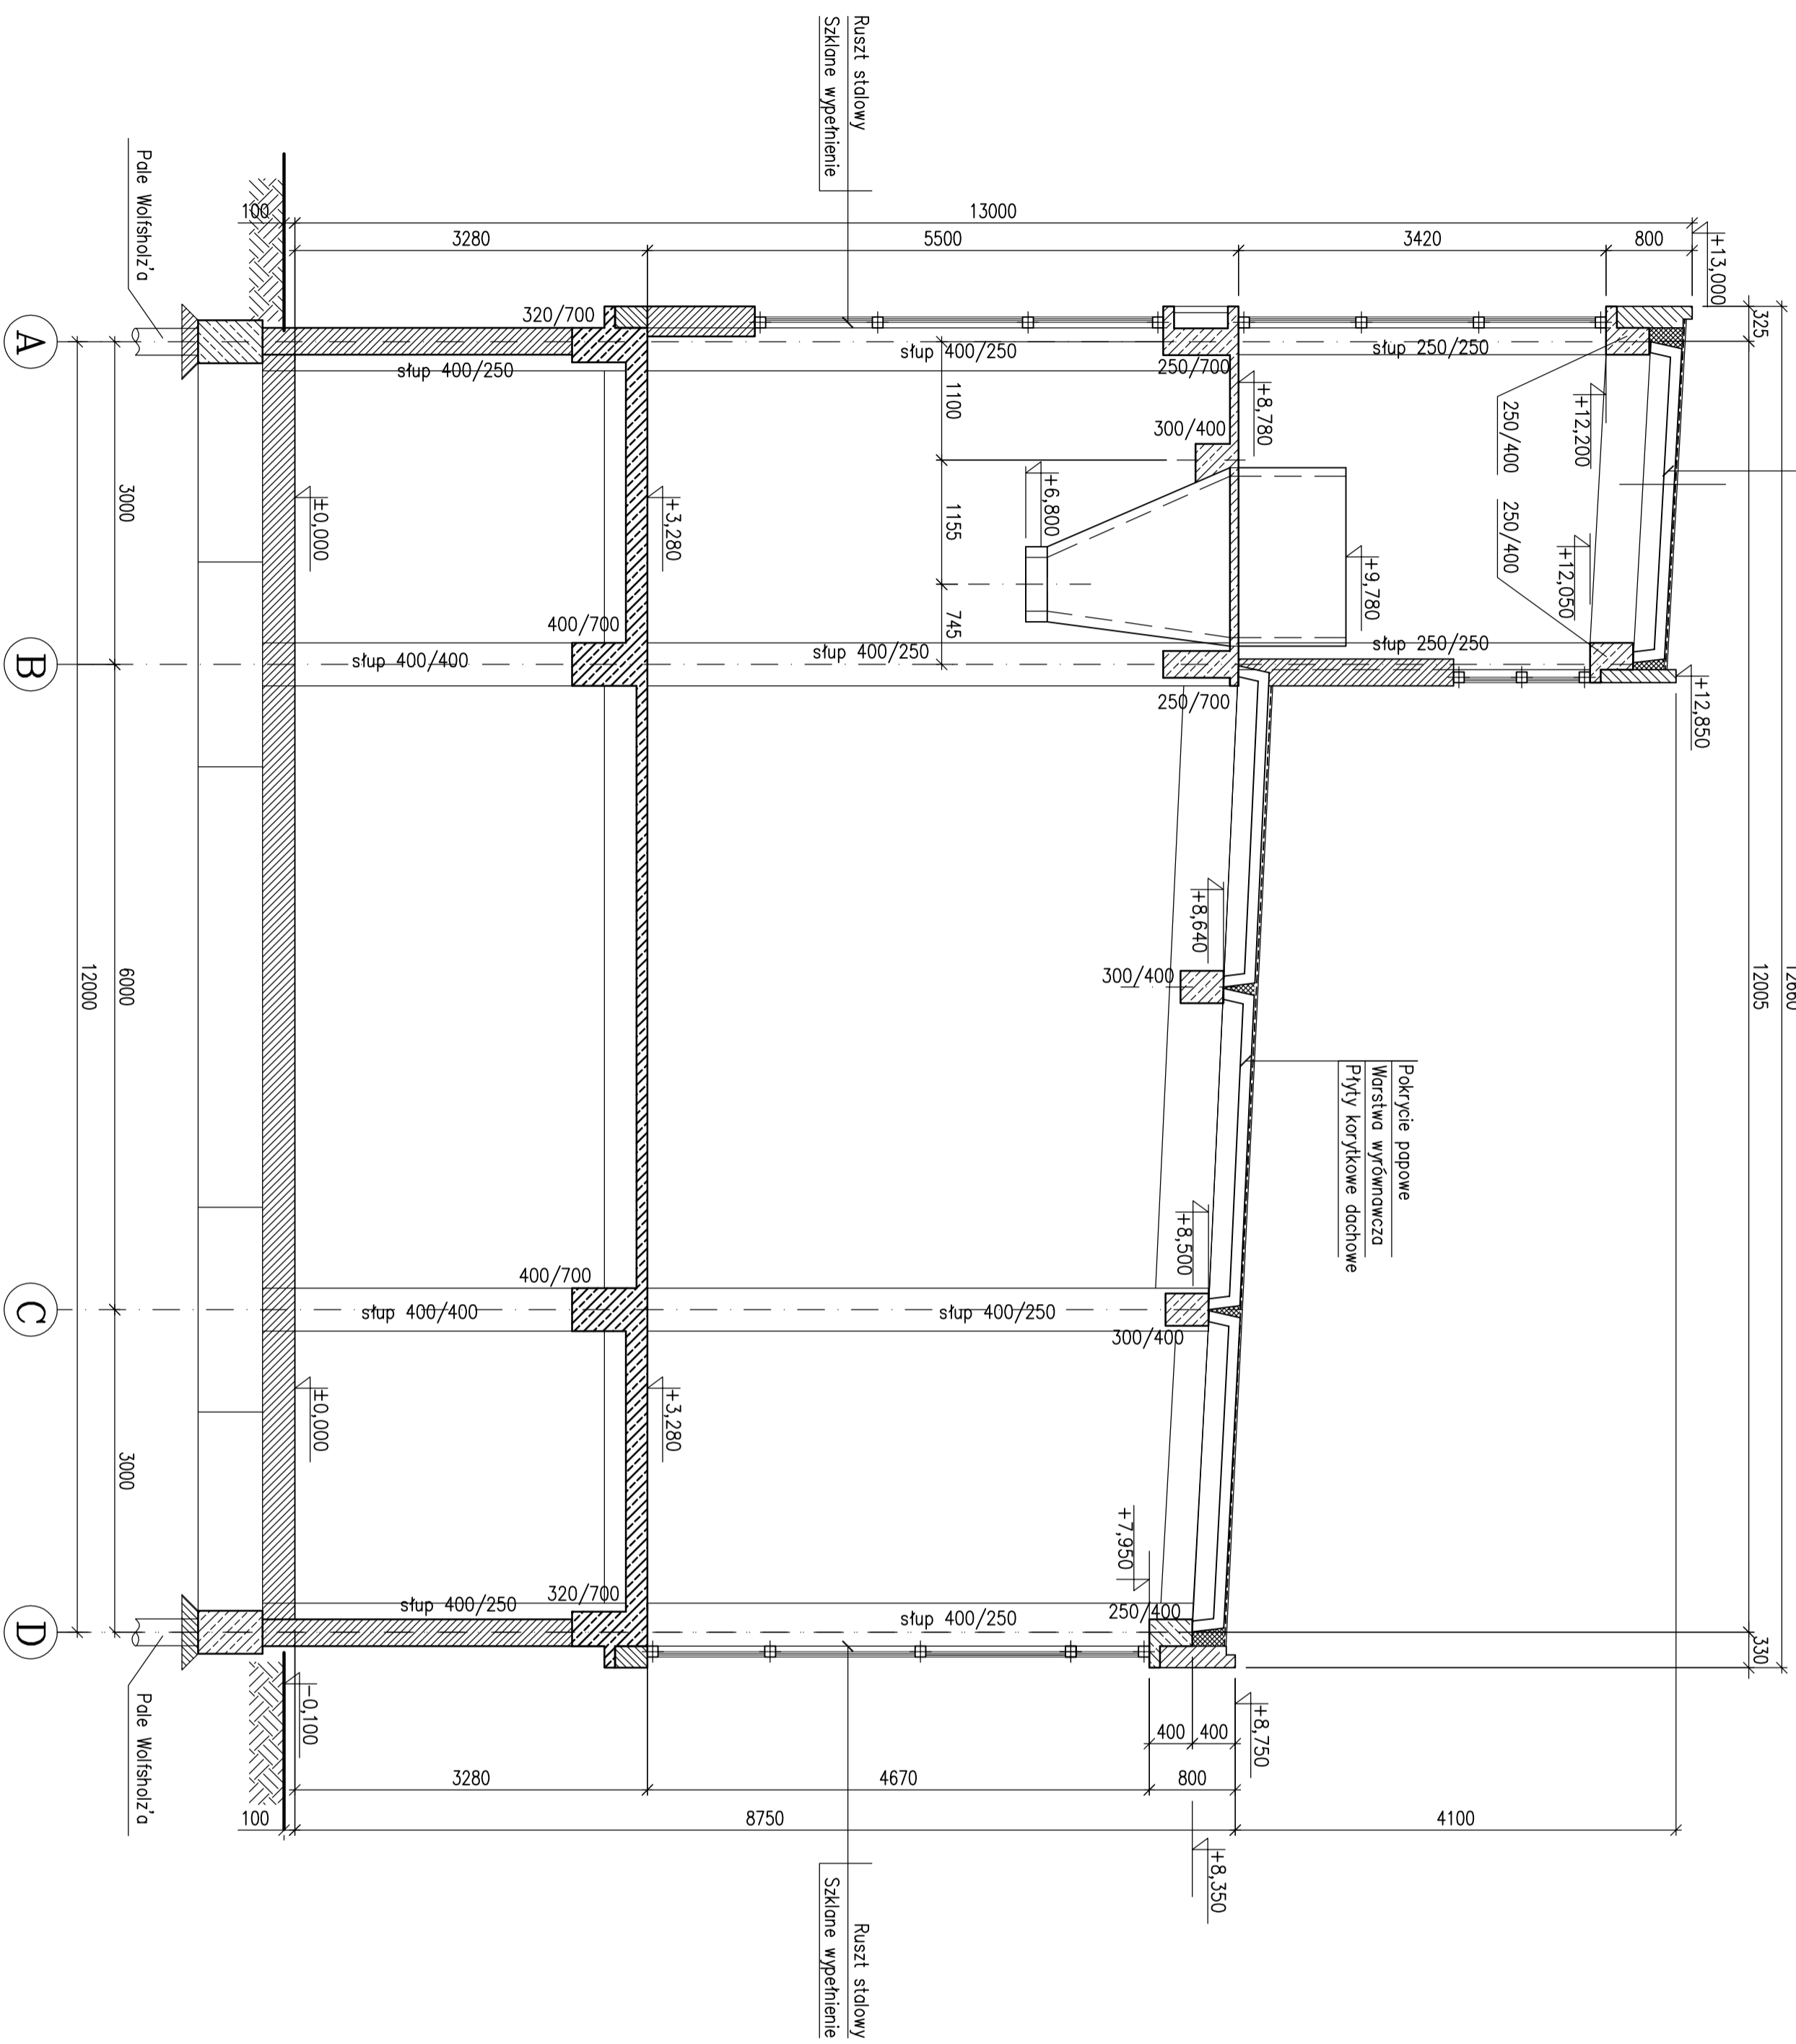 Ruszt stalowy
Szklane wypełnienie
Pale Wolfsholz'a
100
13000
3280
5500
3420
800
+13,000
325
12660
12005
330
320/700
słup 400/250
słup 400/250
250/700
słup 250/250
+8,780
+12,200
250/400
250/400
+12,050
1100
300/400
1155
745
+6,800
+9,780
±0,000
+3,280
A
3000
400/700
B
słup 400/400
słup 400/250
250/700
słup 250/250
+12,850
+8,640
300/400
6000
12000
Pokrycie papowe
Warstwa wyrównawcza
Płyty korytkowe dachowe
+8,500
400/700
C
słup 400/400
słup 400/250
300/400
±0,000
+3,280
3000
+7,950
320/700
słup 400/250
słup 400/250
250/400
D
-0,100
Pale Wolfsholz'a
400
400
+8,750
3280
4670
800
100
8750
4100
+8,350
Ruszt stalowy
Szklane wypełnienie